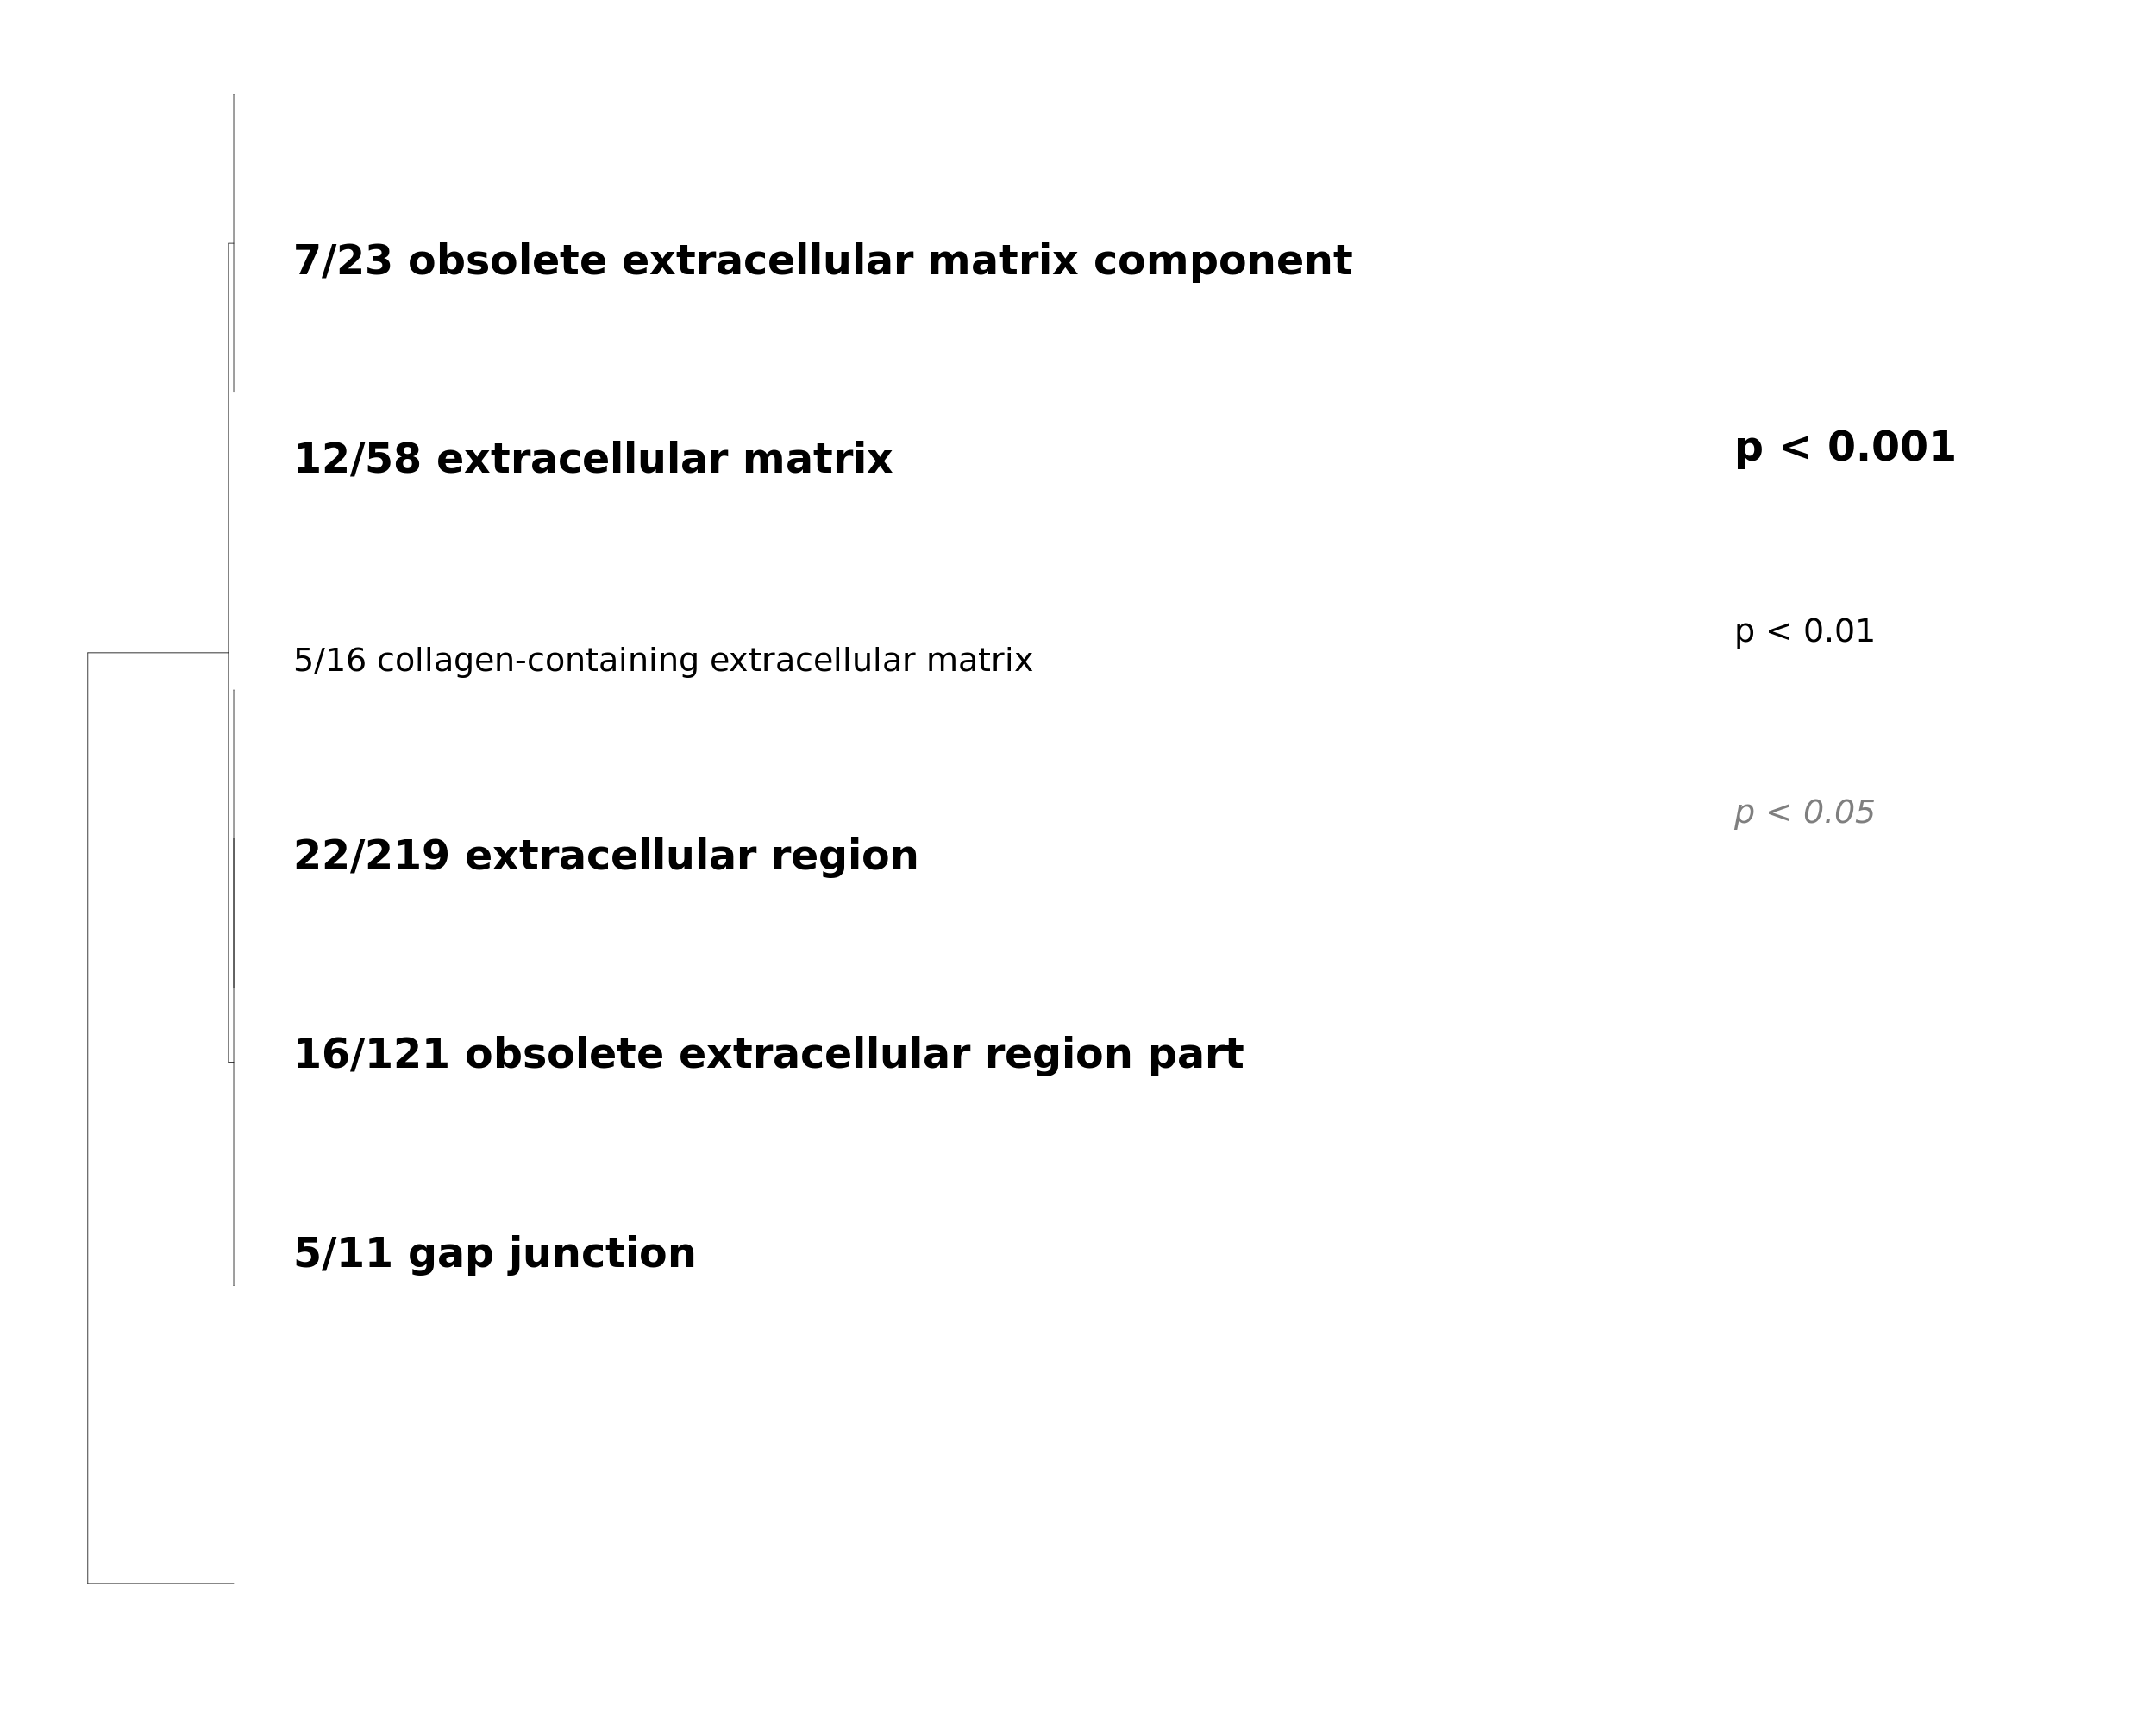 7/23 obsolete extracellular matrix component
12/58 extracellular matrix
p < 0.001
5/16 collagen-containing extracellular matrix
p < 0.01
22/219 extracellular region
p < 0.05
16/121 obsolete extracellular region part
5/11 gap junction